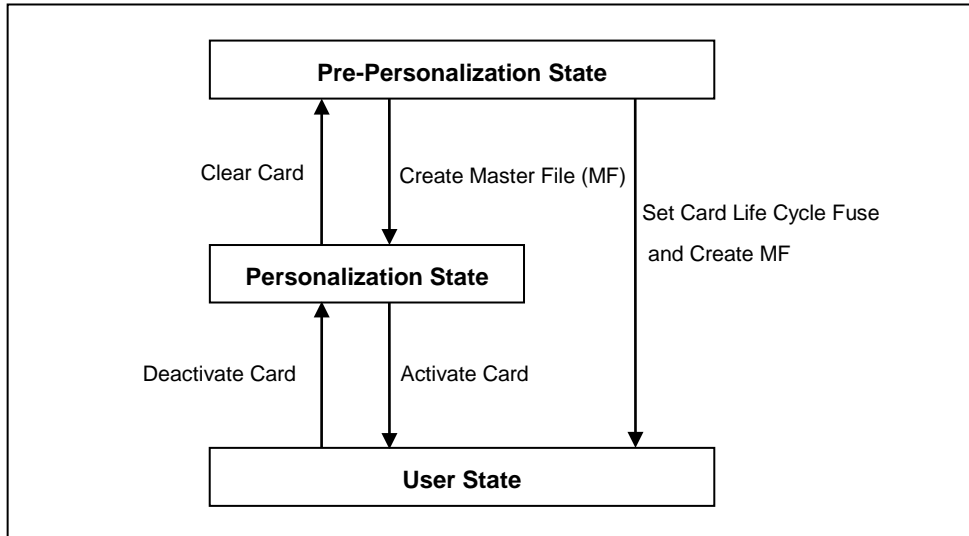 Pre-Personalization State
Clear Card
Create Master File (MF)
Set Card Life Cycle Fuse
and Create MF
Personalization State
Deactivate Card
Activate Card
User State